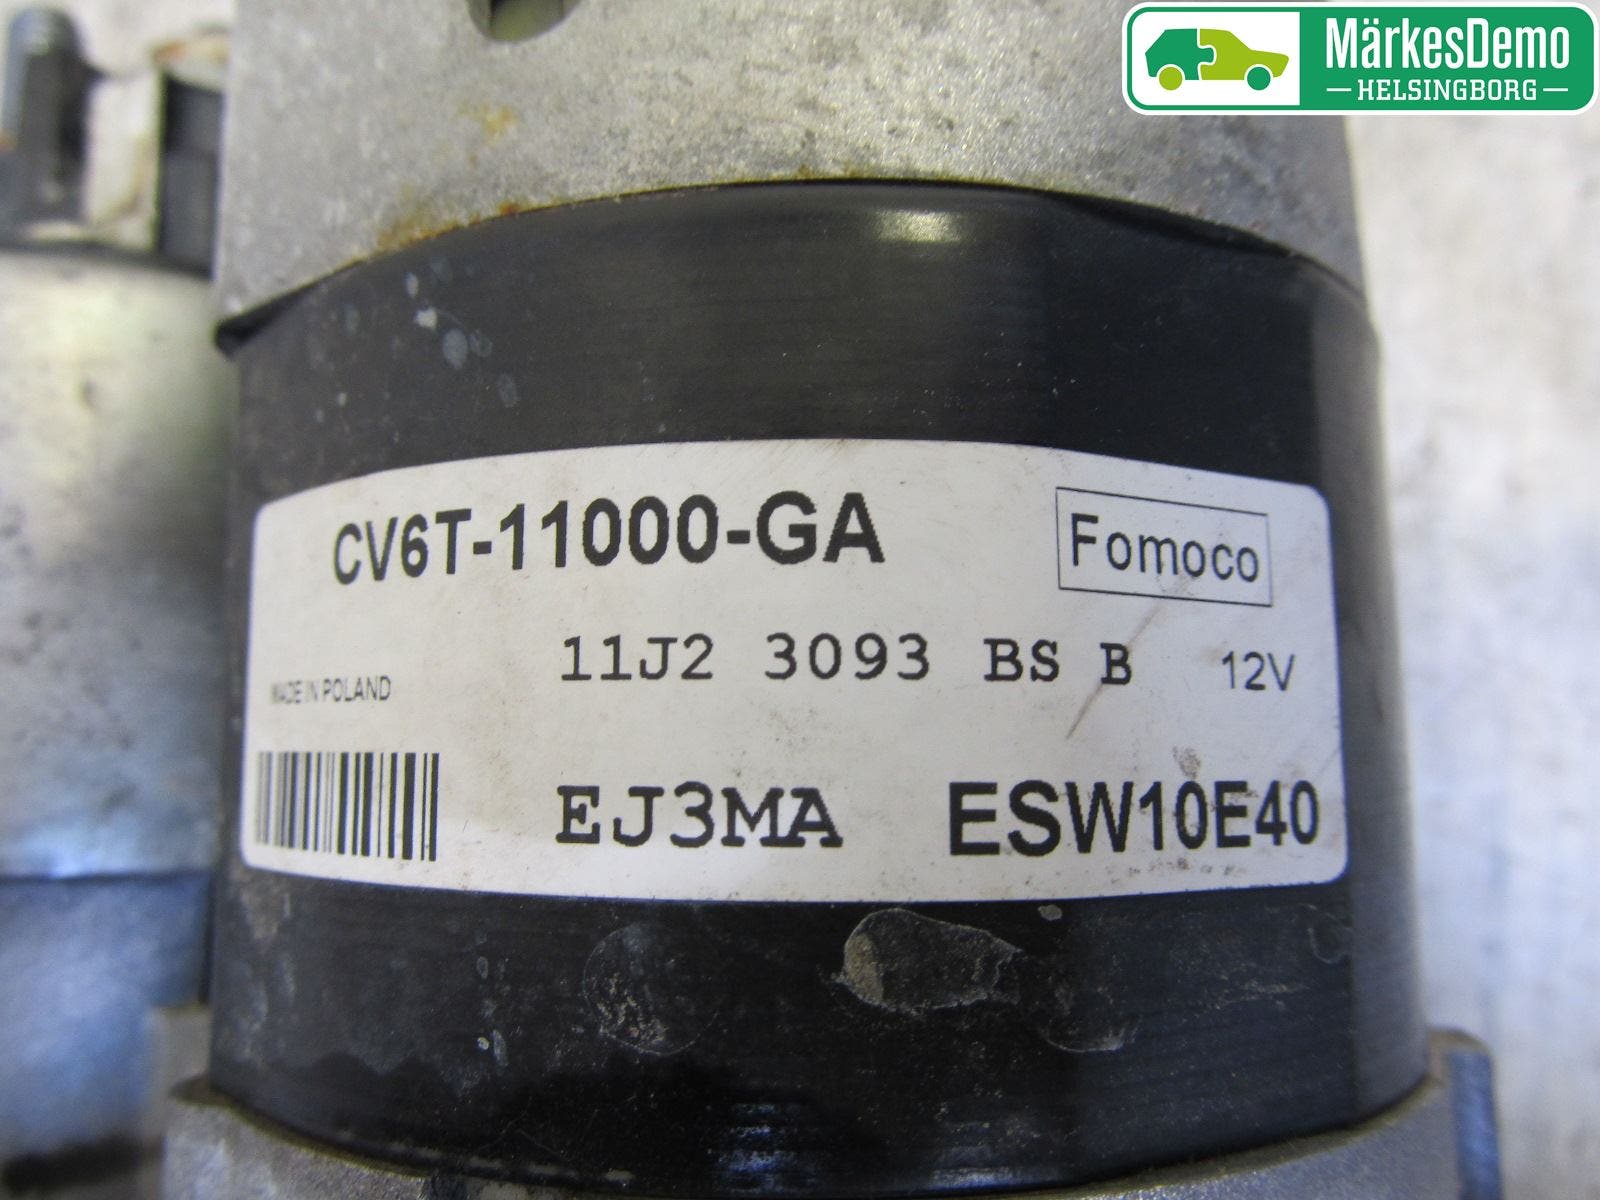 MärkesDemo
HELSINGBORG
CV6T-11000-GA
Fomoco
11J2 3093 BS B 12V
MADE IN POLAND
EJ3MA ESW10E40